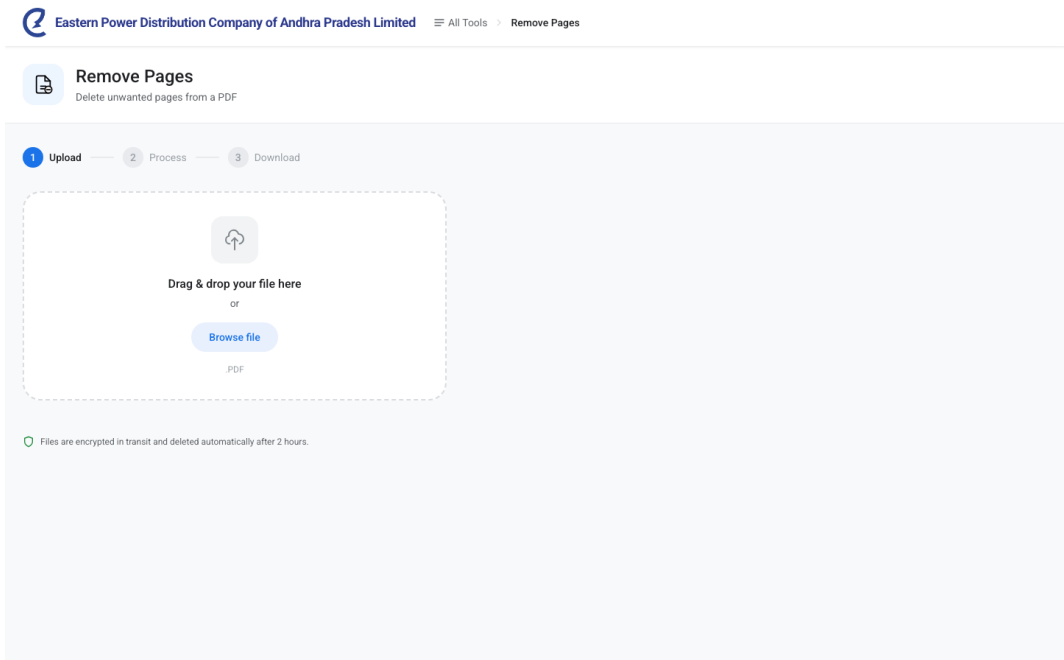 Eastern Power Distribution Company of Andhra Pradesh Limited All Tools > Remove Pages
Remove Pages
Delete unwanted pages from a PDF
1 Upload 2 Process 3 Download
Drag & drop your file here
or
Browse file
.PDF
Files are encrypted in transit and deleted automatically after 2 hours.